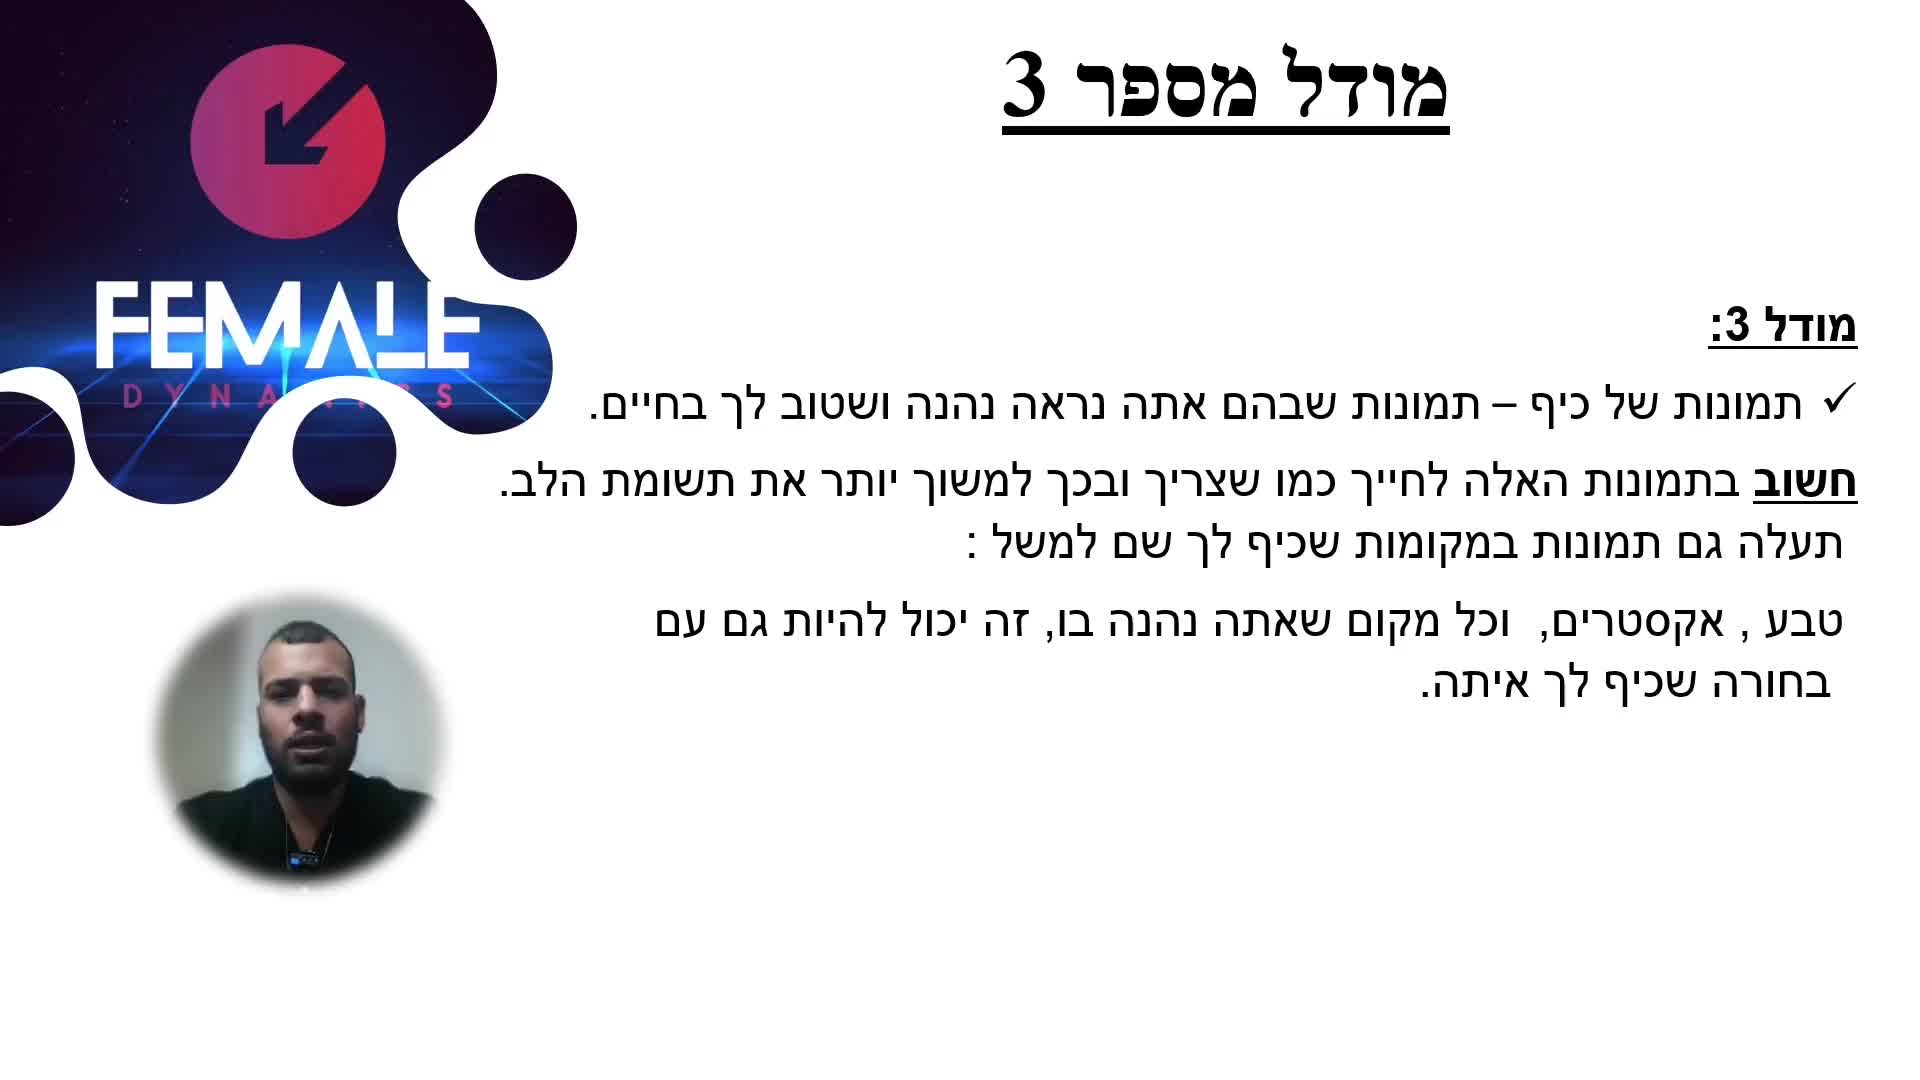 מודל מספר 3
FEMALE
DYNAMICS
מודל 3:
✓ תמונות של כיף – תמונות שבהם אתה נראה נהנה ושטוב לך בחיים.
חשוב בתמונות האלה לחייך כמו שצריך ובכך למשוך יותר את תשומת הלב.
תעלה גם תמונות במקומות שכיף לך שם למשל :
טבע , אקסטרים, וכל מקום שאתה נהנה בו, זה יכול להיות גם עם
בחורה שכיף לך איתה.